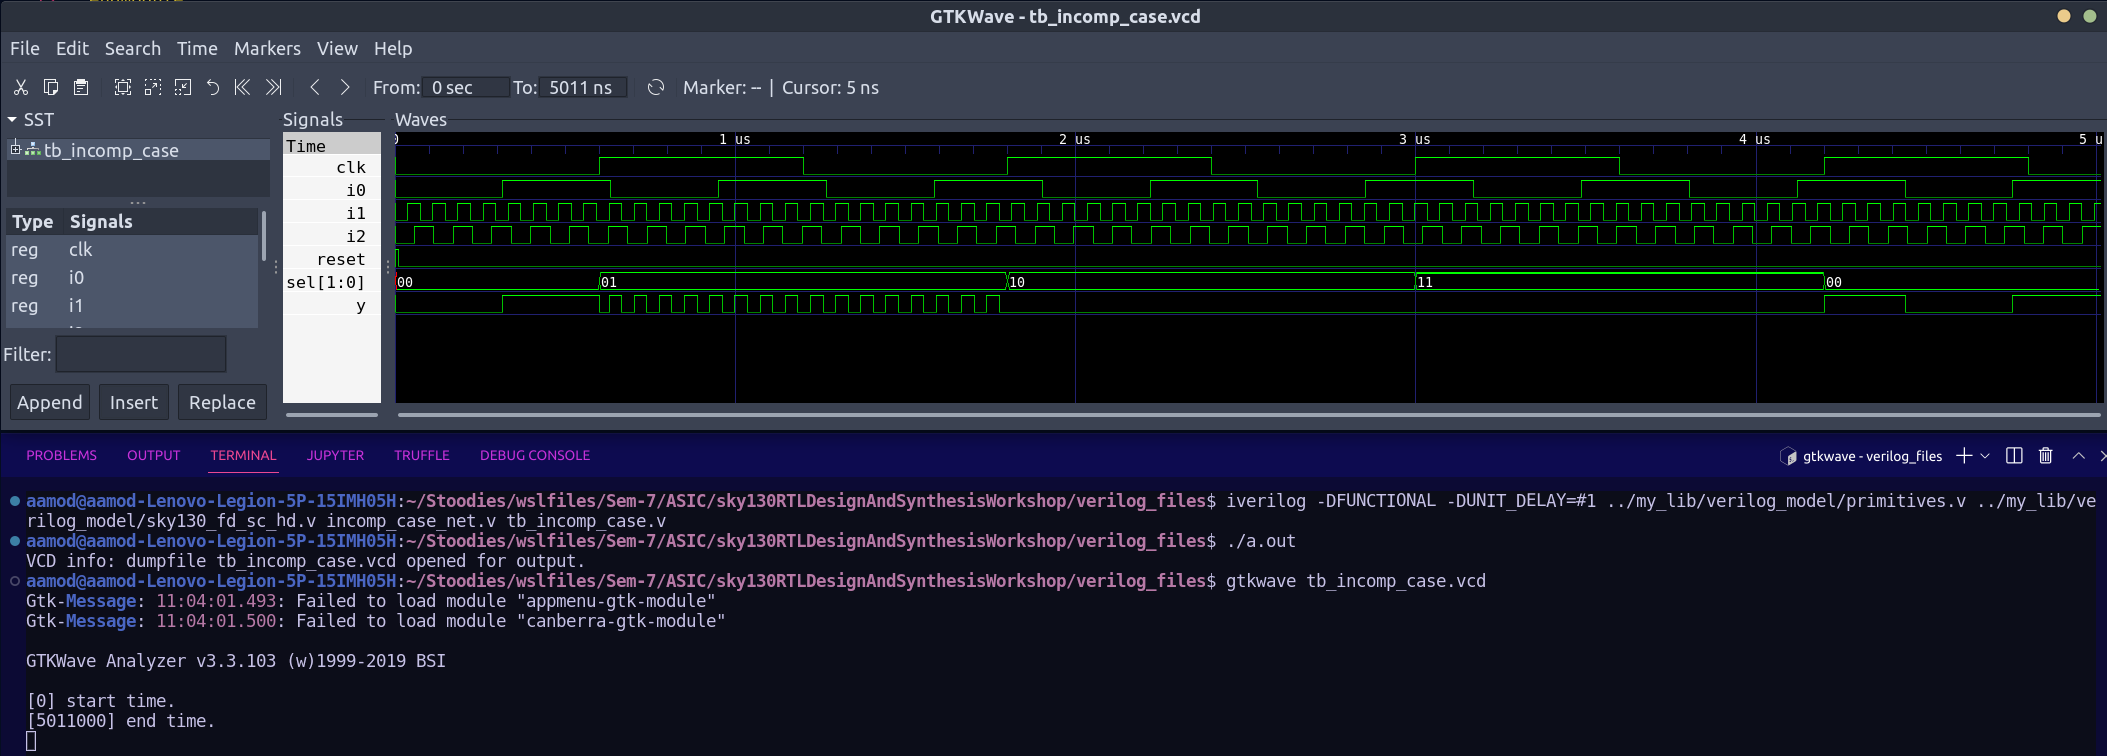 GTKWave - tb_incomp_case.vcd
File Edit Search Time Markers View Help
From: 0 sec To: 5011 ns Marker: -- | Cursor: 5 ns
SST
tb_incomp_case
Type Signals
reg clk
reg i0
reg i1
Filter:
Append Insert Replace
Signals
Time
clk
i0
i1
i2
reset
sel[1:0]
y
Waves
0 1 us 2 us 3 us 4 us 5 u
00 01 10 11 00
PROBLEMS OUTPUT TERMINAL JUPYTER TRUFFLE DEBUG CONSOLE gtkwave - verilog_files
aamod@aamod-Lenovo-Legion-5P-15IMH05H:~/Stoodies/wslfiles/Sem-7/ASIC/sky130RTLDesignAndSynthesisWorkshop/verilog_files$ iverilog -DFUNCTIONAL -DUNIT_DELAY=#1 ../my_lib/verilog_model/primitives.v ../my_lib/ve
rilog_model/sky130_fd_sc_hd.v incomp_case_net.v tb_incomp_case.v
aamod@aamod-Lenovo-Legion-5P-15IMH05H:~/Stoodies/wslfiles/Sem-7/ASIC/sky130RTLDesignAndSynthesisWorkshop/verilog_files$ ./a.out
VCD info: dumpfile tb_incomp_case.vcd opened for output.
aamod@aamod-Lenovo-Legion-5P-15IMH05H:~/Stoodies/wslfiles/Sem-7/ASIC/sky130RTLDesignAndSynthesisWorkshop/verilog_files$ gtkwave tb_incomp_case.vcd
Gtk-Message: 11:04:01.493: Failed to load module "appmenu-gtk-module"
Gtk-Message: 11:04:01.500: Failed to load module "canberra-gtk-module"
GTKWave Analyzer v3.3.103 (w)1999-2019 BSI
[0] start time.
[5011000] end time.